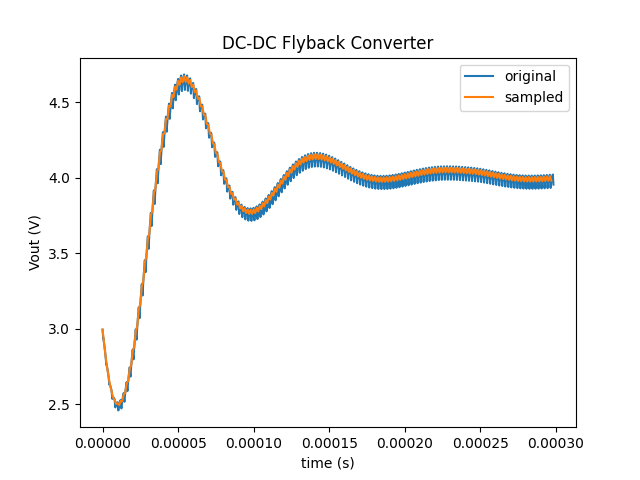 DC-DC Flyback Converter
original
sampled
4.5
4.0
3.5
3.0
2.5
Vout (V)
0.00000 0.00005 0.00010 0.00015 0.00020 0.00025 0.00030
time (s)